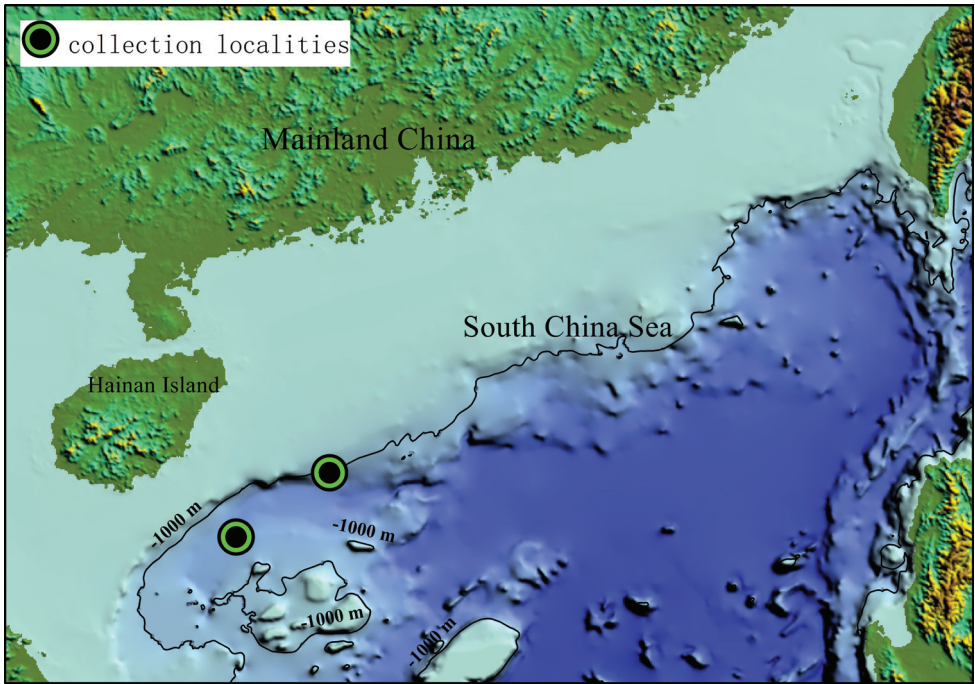 collection localities
Mainland China
South China Sea
Hainan Island
-1000 m
-1000 m
-1000 m
-1000 m